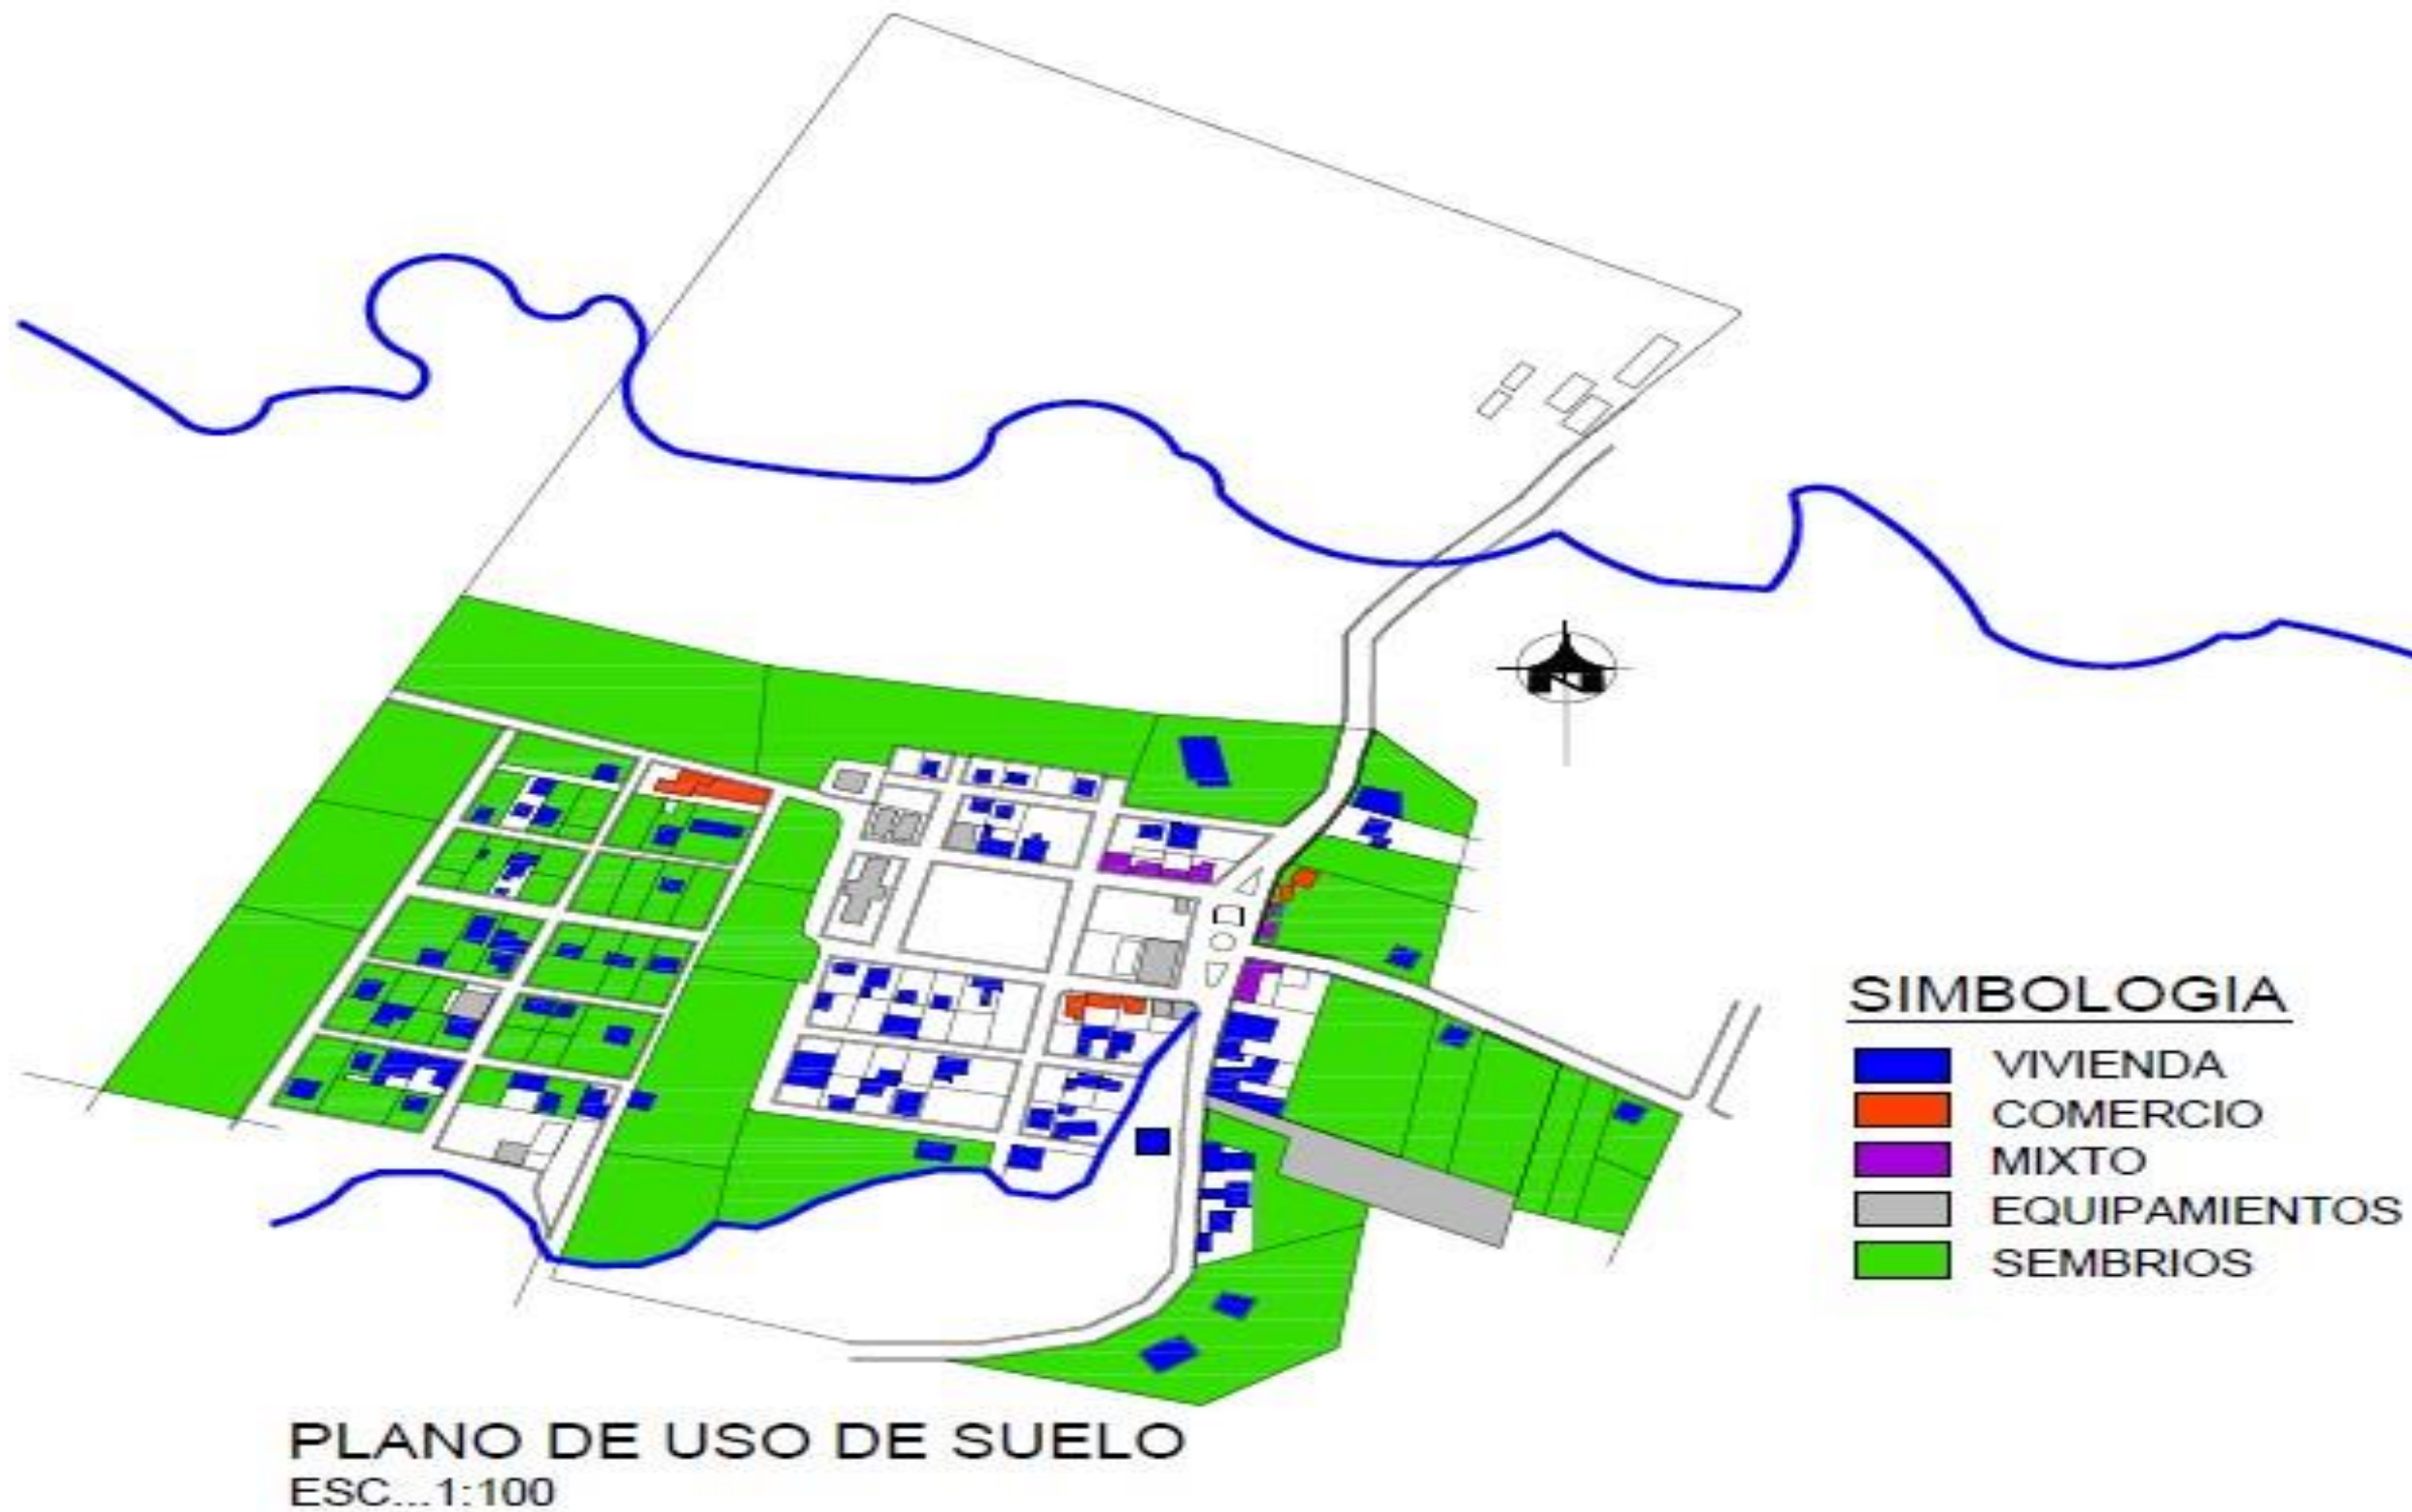 SIMBOLOGIA
VIVIENDA
COMERCIO
MIXTO
EQUIPAMIENTOS
SEMBRIOS
PLANO DE USO DE SUELO
ESC...1:100